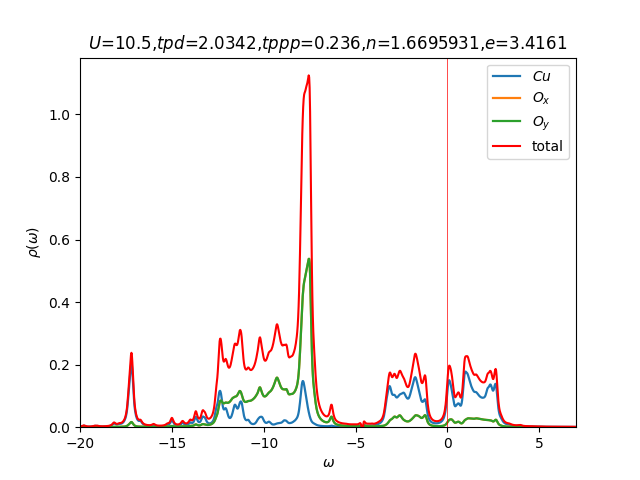 U=10.5,tpd=2.0342,tppp=0.236,n=1.6695931,e=3.4161
Cu
Oₓ
O_y
total
ρ(ω)
1.0
0.8
0.6
0.4
0.2
0.0
−20
−15
−10
−5
0
5
ω